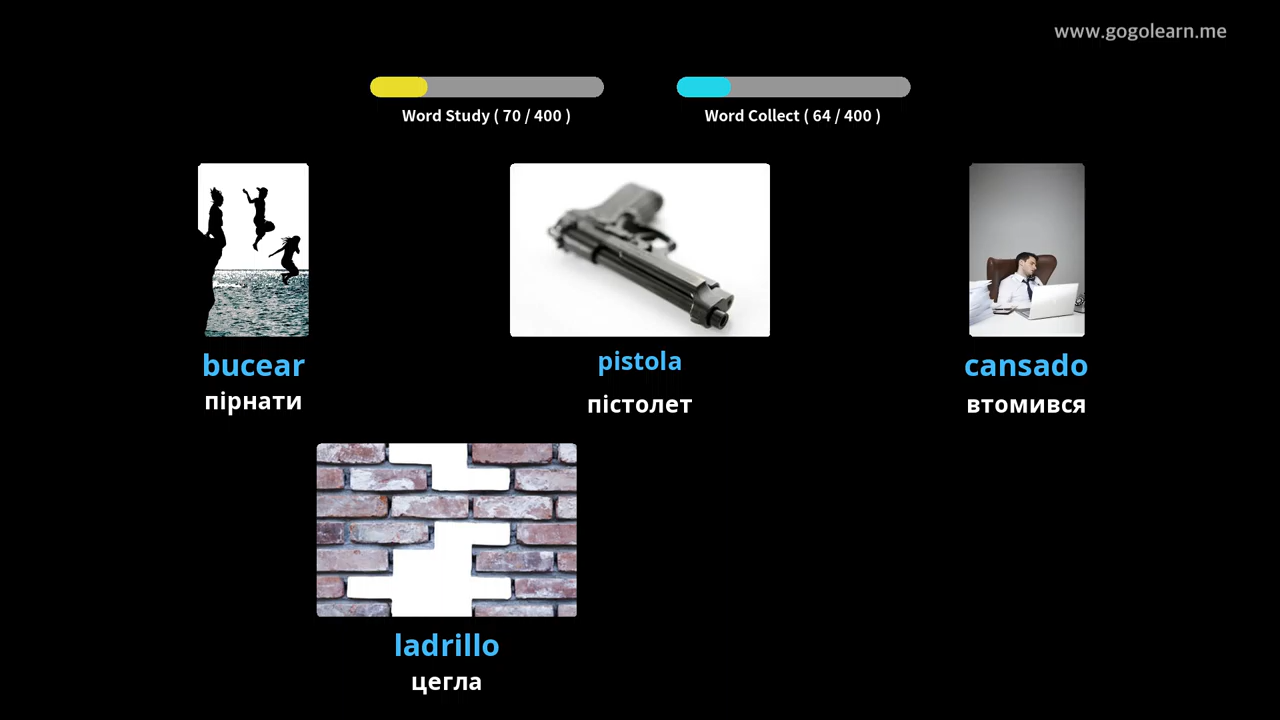 www.gogolearn.me
Word Study ( 70 / 400 )
Word Collect ( 64 / 400 )
bucear
пірнати
pistola
пістолет
cansado
втомився
ladrillo
цегла